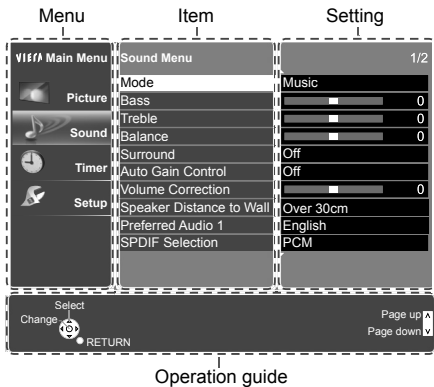 Menu Item Setting
VIErA Main Menu Sound Menu 1/2
Mode Music
Picture
Bass 0
Treble 0
Sound
Balance 0
Surround Off
Timer
Auto Gain Control Off
Volume Correction 0
Setup
Speaker Distance to Wall Over 30cm
Preferred Audio 1 English
SPDIF Selection PCM
Select
Change
RETURN
Page up ∧
Page down ∨
Operation guide